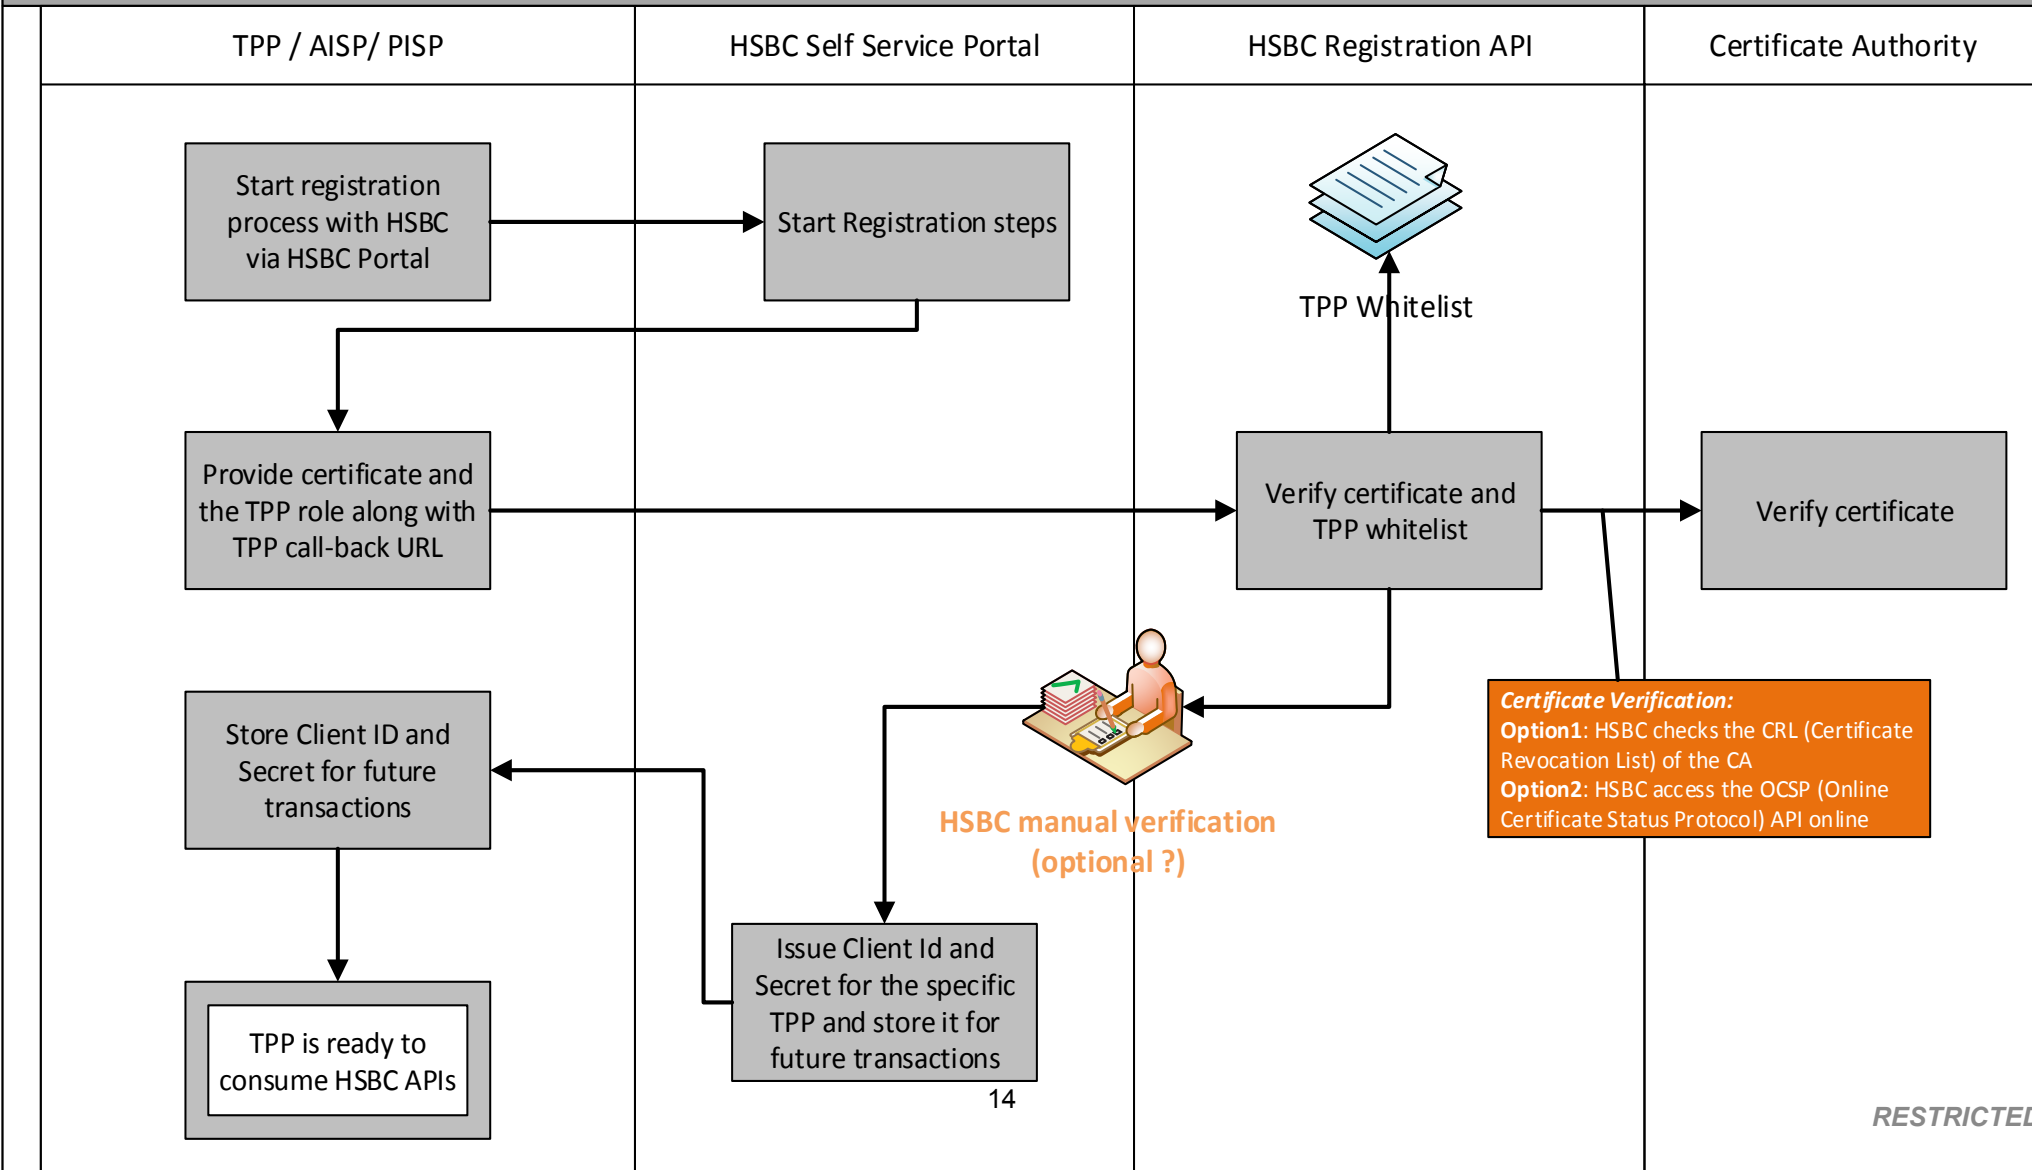 TPP / AISP/ PISP
HSBC Self Service Portal
HSBC Registration API
Certificate Authority
Start registration
process with HSBC
via HSBC Portal
Start Registration steps
TPP Whitelist
Provide certificate and
the TPP role along with
TPP call-back URL
Verify certificate and
TPP whitelist
Verify certificate
Store Client ID and
Secret for future
transactions
HSBC manual verification
(optional ?)
Certificate Verification:
Option1: HSBC checks the CRL (Certificate
Revocation List) of the CA
Option2: HSBC access the OCSP (Online
Certificate Status Protocol) API online
Issue Client Id and
Secret for the specific
TPP and store it for
future transactions
TPP is ready to
consume HSBC APIs
14
RESTRICTED